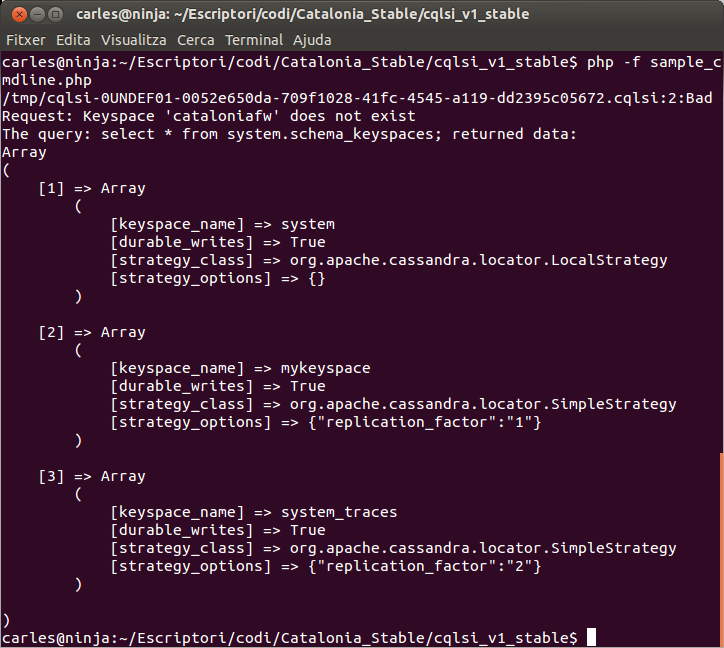 carles@ninja: ~/Escriptori/codi/Catalonia_Stable/cqlsi_v1_stable
Fitxer Edita Visualitza Cerca Terminal Ajuda
carles@ninja:~/Escriptori/codi/Catalonia_Stable/cqlsi_v1_stable$ php -f sample_c
mdline.php
/tmp/cqlsi-0UNDEF01-0052e650da-709f1028-41fc-4545-a119-dd2395c05672.cqlsi:2:Bad
Request: Keyspace 'cataloniafw' does not exist
The query: select * from system.schema_keyspaces; returned data:
Array
(
    [1] => Array
        (
            [keyspace_name] => system
            [durable_writes] => True
            [strategy_class] => org.apache.cassandra.locator.LocalStrategy
            [strategy_options] => {}
        )

    [2] => Array
        (
            [keyspace_name] => mykeyspace
            [durable_writes] => True
            [strategy_class] => org.apache.cassandra.locator.SimpleStrategy
            [strategy_options] => {"replication_factor":"1"}
        )

    [3] => Array
        (
            [keyspace_name] => system_traces
            [durable_writes] => True
            [strategy_class] => org.apache.cassandra.locator.SimpleStrategy
            [strategy_options] => {"replication_factor":"2"}
        )

)
carles@ninja:~/Escriptori/codi/Catalonia_Stable/cqlsi_v1_stable$